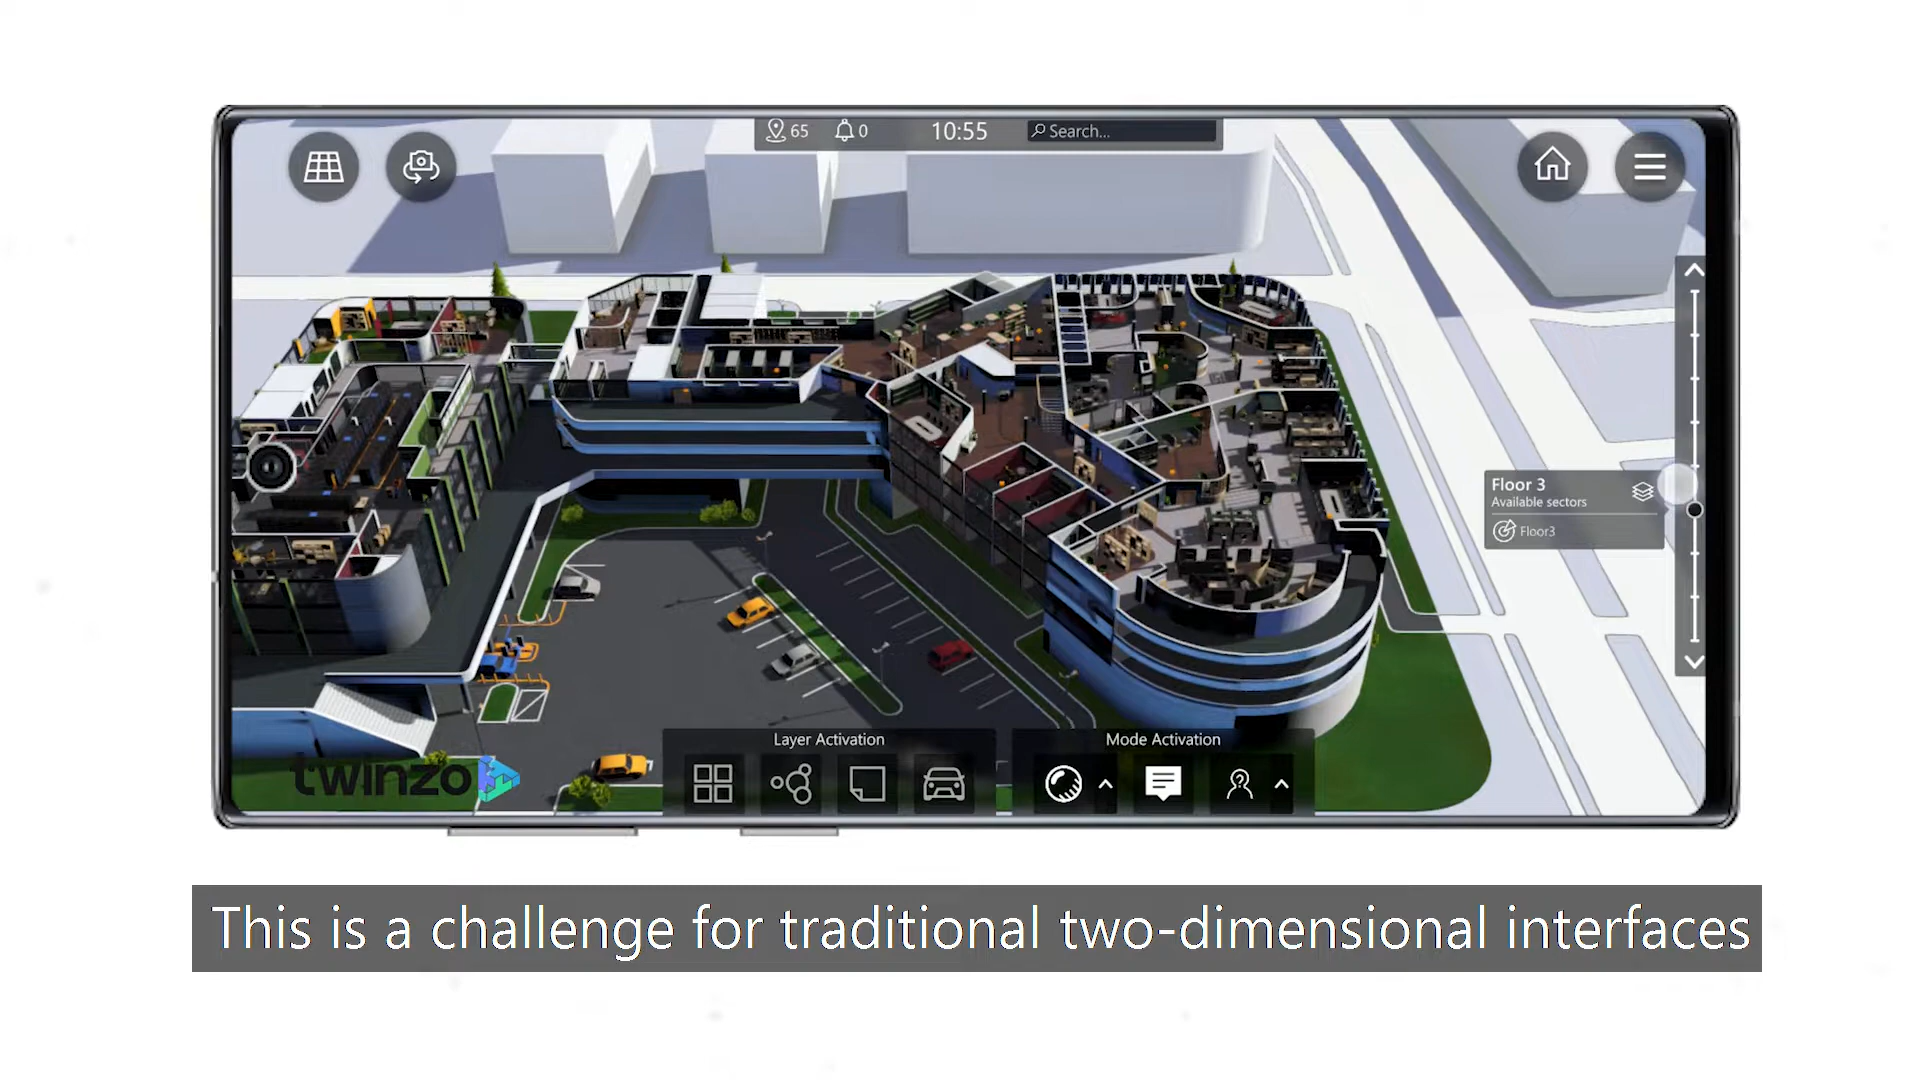 65
0
10:55
Search...
Floor 3
Available sectors
Floor3
Layer Activation
Mode Activation
twinzo
This is a challenge for traditional two-dimensional interfaces